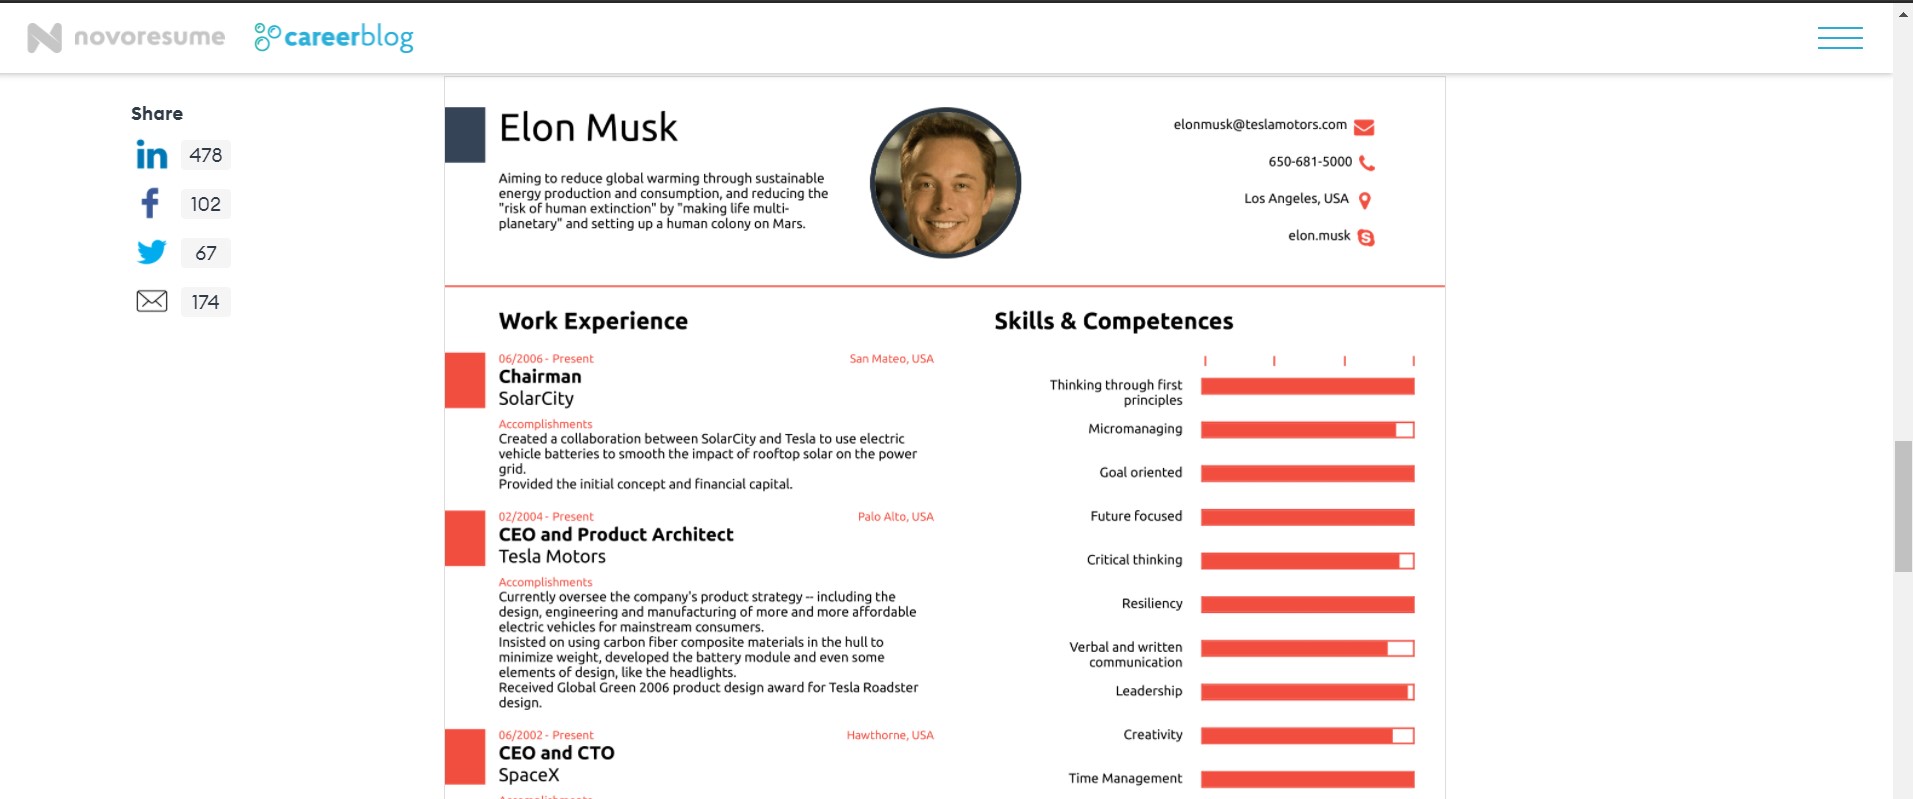 novoresume careerblog
Share
478
102
67
174
Elon Musk
Aiming to reduce global warming through sustainable
energy production and consumption, and reducing the
"risk of human extinction" by "making life multi-
planetary" and setting up a human colony on Mars.
elonmusk@teslamotors.com
650-681-5000
Los Angeles, USA
elon.musk
Work Experience
06/2006 - Present San Mateo, USA
Chairman
SolarCity
Accomplishments
Created a collaboration between SolarCity and Tesla to use electric
vehicle batteries to smooth the impact of rooftop solar on the power
grid.
Provided the initial concept and financial capital.
02/2004 - Present Palo Alto, USA
CEO and Product Architect
Tesla Motors
Accomplishments
Currently oversee the company's product strategy -- including the
design, engineering and manufacturing of more and more affordable
electric vehicles for mainstream consumers.
Insisted on using carbon fiber composite materials in the hull to
minimize weight, developed the battery module and even some
elements of design, like the headlights.
Received Global Green 2006 product design award for Tesla Roadster
design.
06/2002 - Present Hawthorne, USA
CEO and CTO
SpaceX
Skills & Competences
Thinking through first
principles
Micromanaging
Goal oriented
Future focused
Critical thinking
Resiliency
Verbal and written
communication
Leadership
Creativity
Time Management